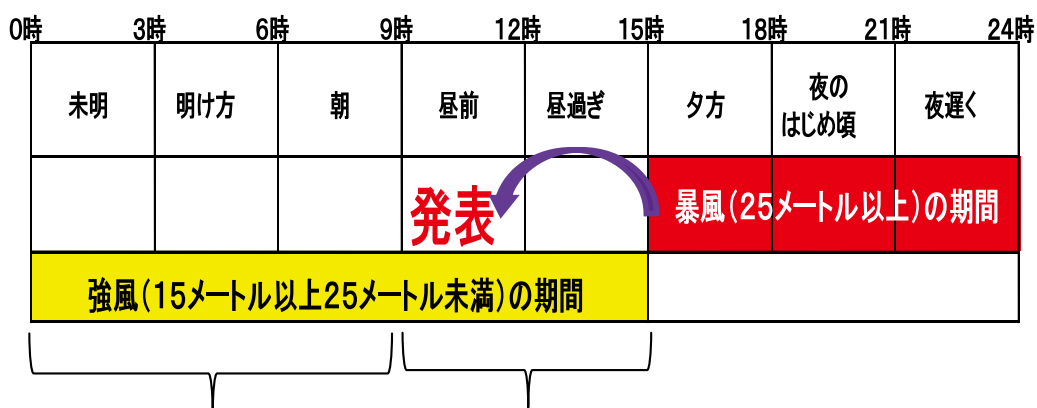 0時 3時 6時 9時 12時 15時 18時 21時 24時
未明 明け方 朝 昼前 昼過ぎ 夕方 夜の
はじめ頃 夜遅く
発表 暴風(25メートル以上)の期間
強風(15メートル以上25メートル未満)の期間